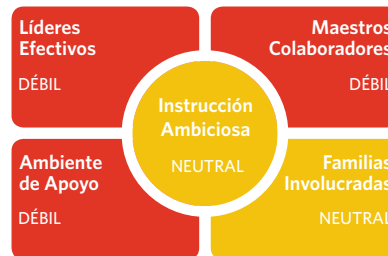 Líderes
Efectivos
DÉBIL
Maestros
Colaboradores
DÉBIL
Instrucción
Ambiciosa
NEUTRAL
Ambiente
de Apoyo
DÉBIL
Familias
Involucradas
NEUTRAL